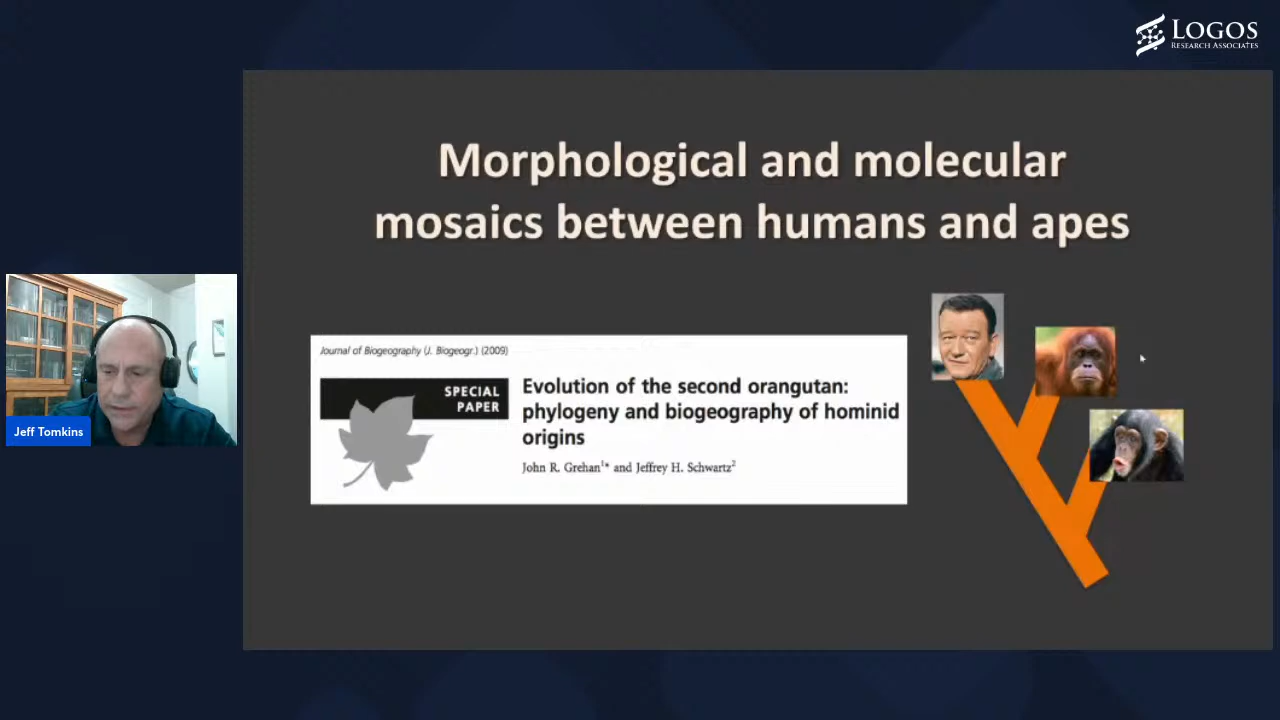 LOGOS
RESEARCH ASSOCIATES
Morphological and molecular
mosaics between humans and apes
Journal of Biogeography (J. Biogeogr.) (2009)
SPECIAL
PAPER
Evolution of the second orangutan:
phylogeny and biogeography of hominid
origins
John R. Grehan¹* and Jeffrey H. Schwartz²
Jeff Tomkins